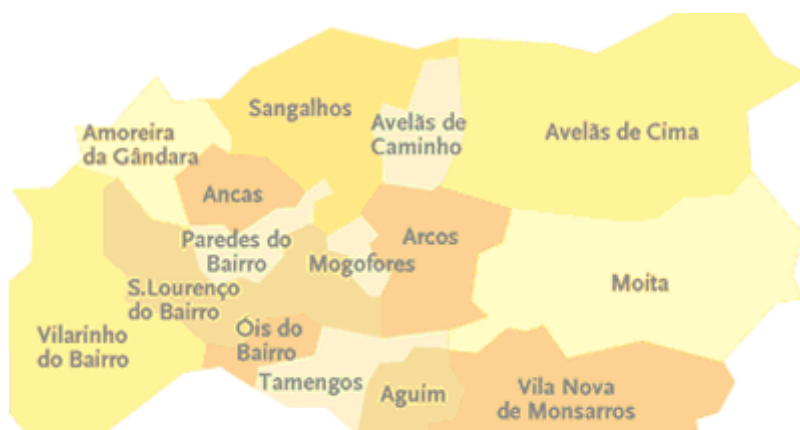 Sangalhos
Avelãs de
Caminho
Avelãs de Cima
Amoreira
da Gândara
Ancas
Paredes do
Bairro
Mogofores
Arcos
Moita
S.Lourenço
do Bairro
Vilarinho
do Bairro
Óis do
Bairro
Tamengos
Aguim
Vila Nova
de Monsarros